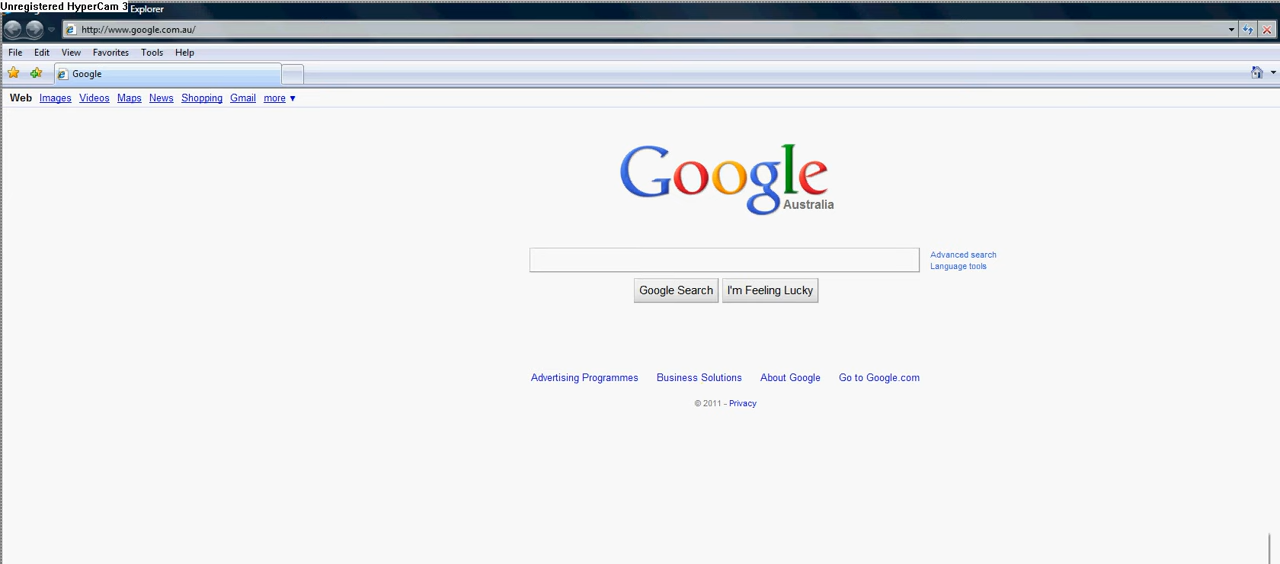 Unregistered HyperCam 3 Explorer
http://www.google.com.au/
File Edit View Favorites Tools Help
Google
Web Images Videos Maps News Shopping Gmail more ▼
Google
Australia
Advanced search
Language tools
Google Search I'm Feeling Lucky
Advertising Programmes Business Solutions About Google Go to Google.com
© 2011 - Privacy